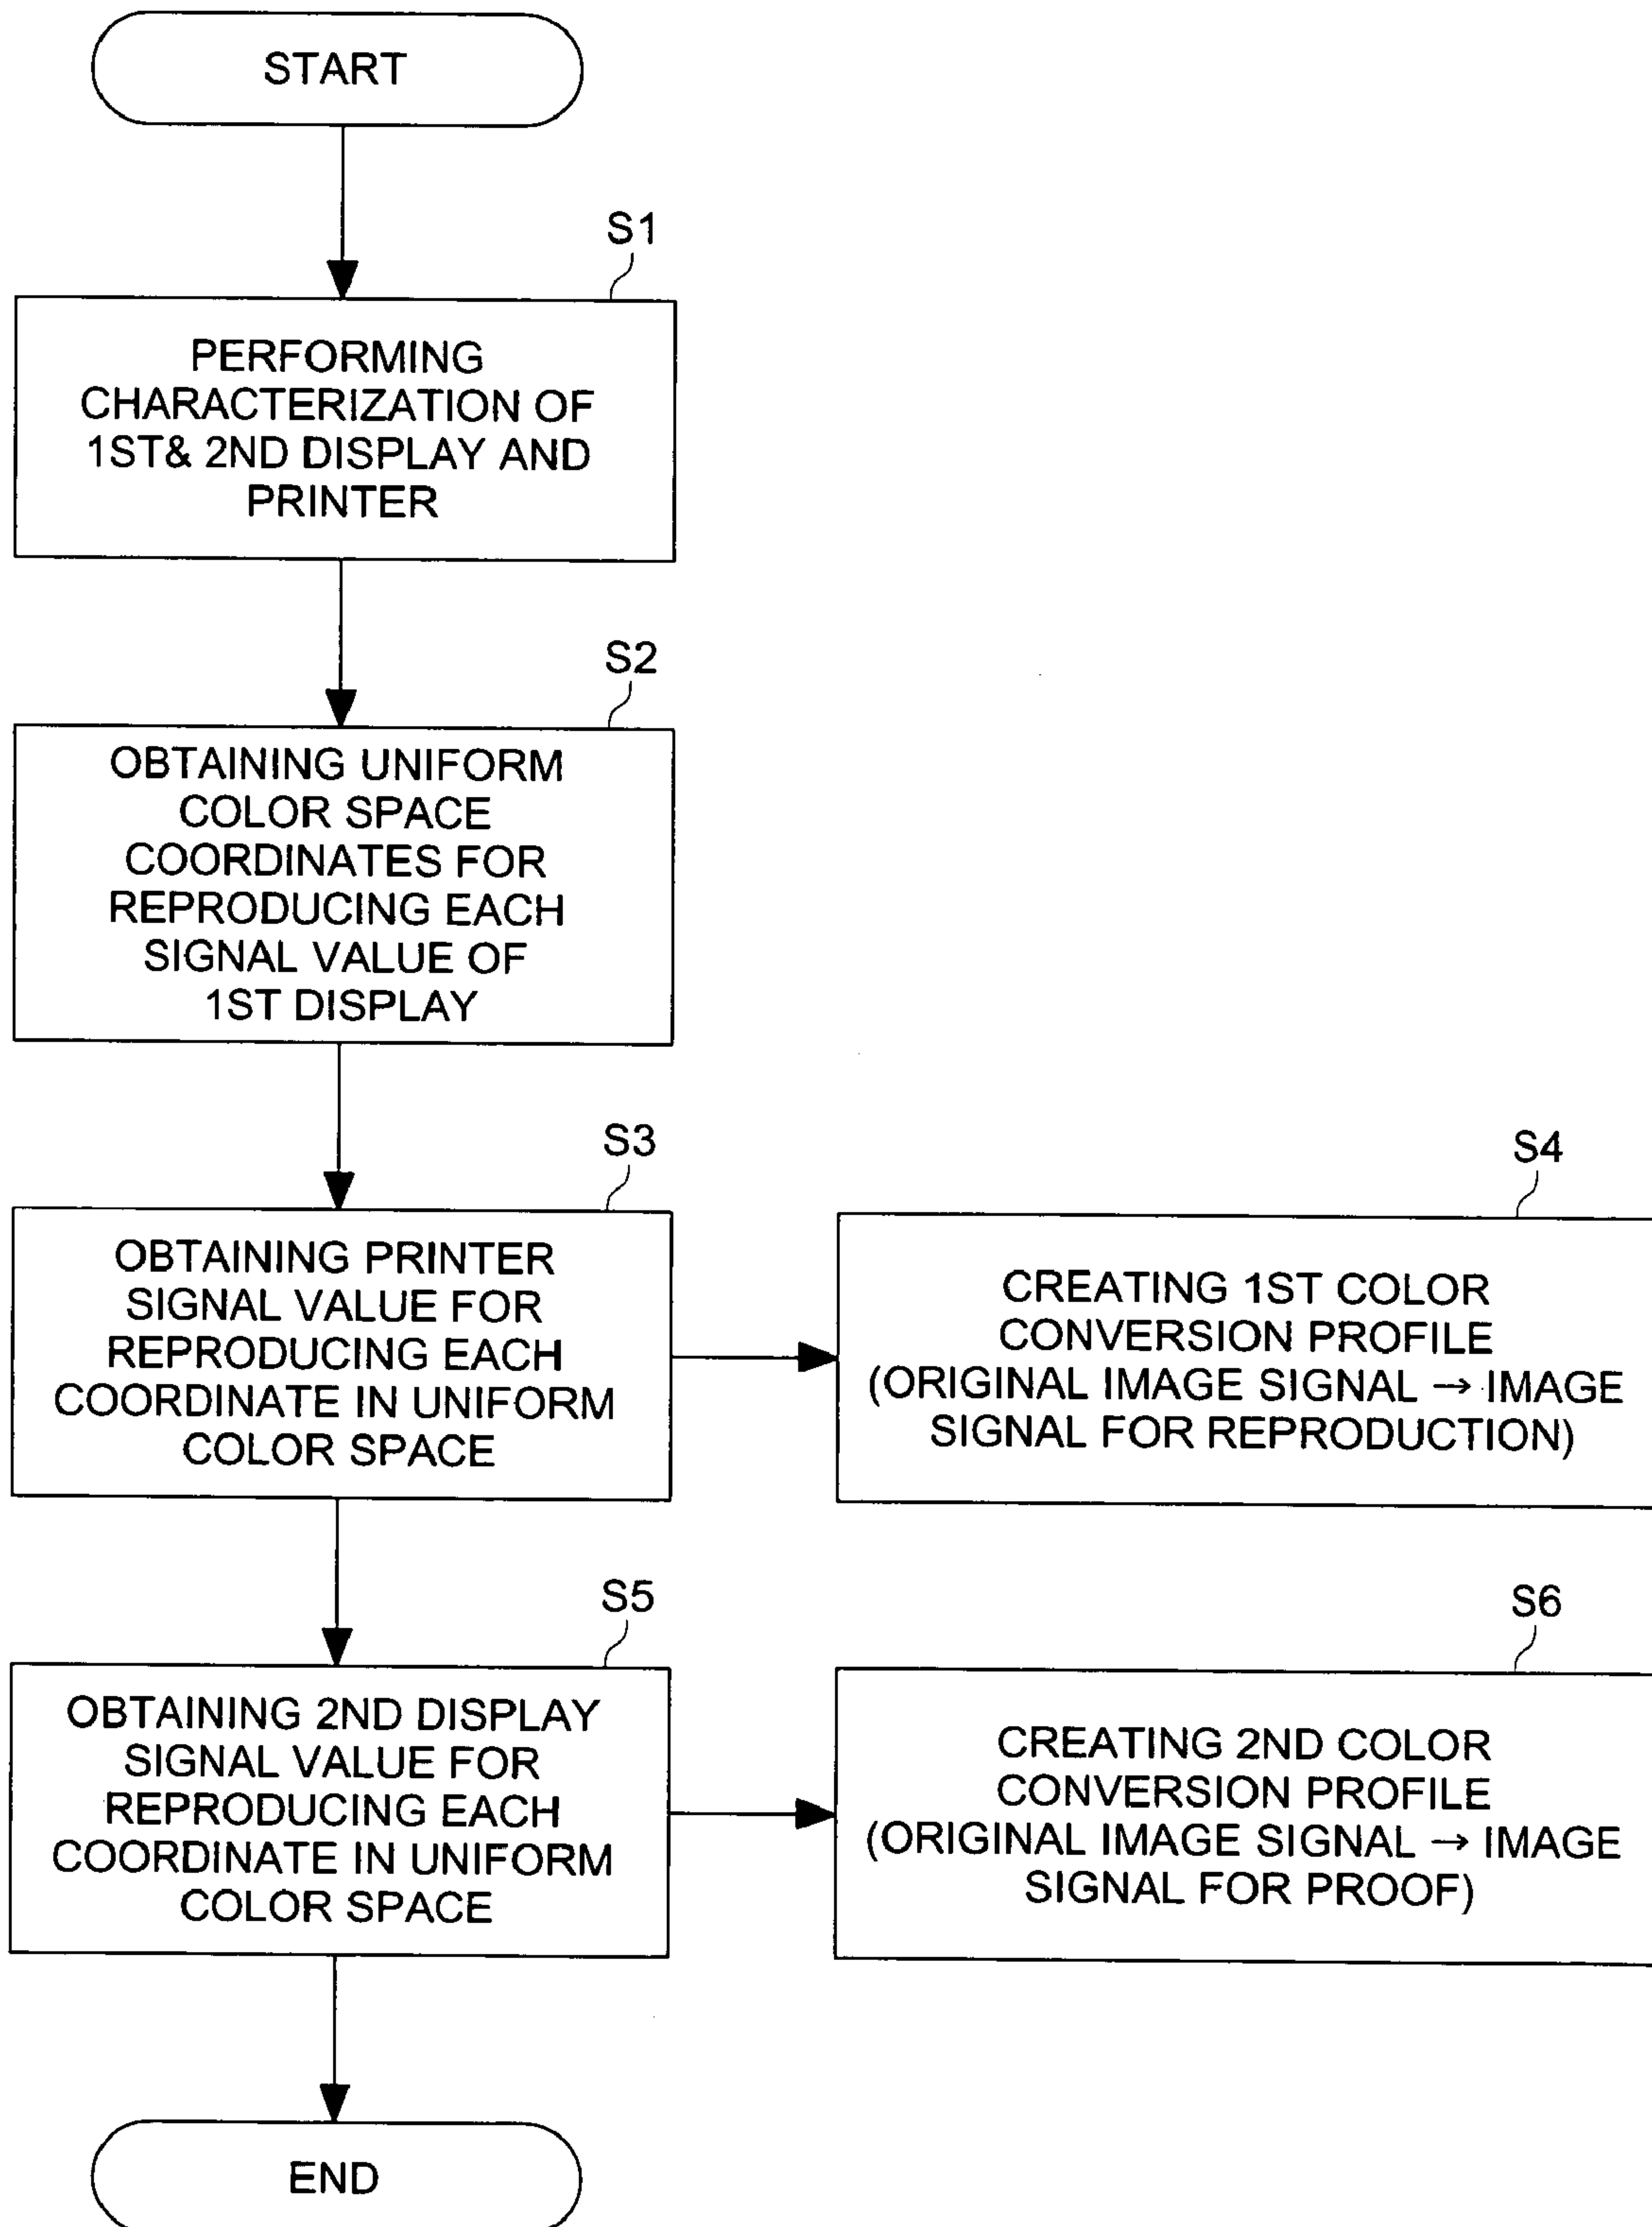 START
S1
PERFORMING
CHARACTERIZATION OF
1ST& 2ND DISPLAY AND
PRINTER
S2
OBTAINING UNIFORM
COLOR SPACE
COORDINATES FOR
REPRODUCING EACH
SIGNAL VALUE OF
1ST DISPLAY
S3
OBTAINING PRINTER
SIGNAL VALUE FOR
REPRODUCING EACH
COORDINATE IN UNIFORM
COLOR SPACE
S4
CREATING 1ST COLOR
CONVERSION PROFILE
(ORIGINAL IMAGE SIGNAL → IMAGE
SIGNAL FOR REPRODUCTION)
S5
OBTAINING 2ND DISPLAY
SIGNAL VALUE FOR
REPRODUCING EACH
COORDINATE IN UNIFORM
COLOR SPACE
S6
CREATING 2ND COLOR
CONVERSION PROFILE
(ORIGINAL IMAGE SIGNAL → IMAGE
SIGNAL FOR PROOF)
END